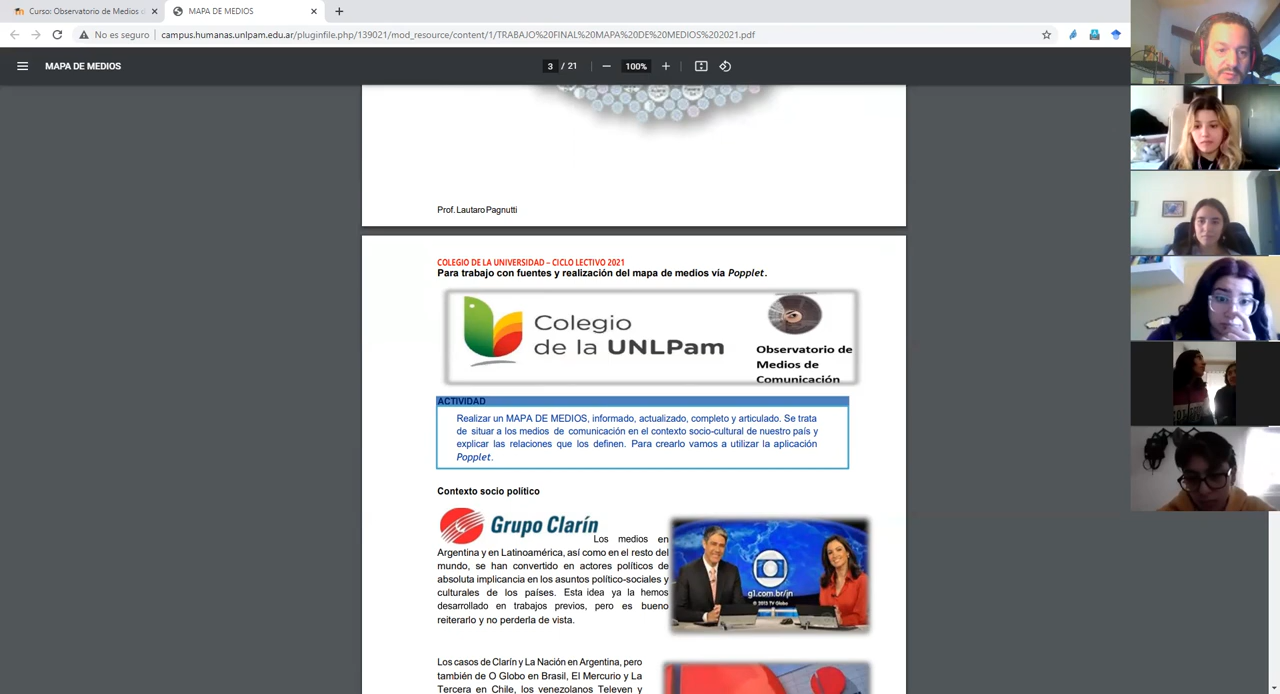 Curso: Observatorio de Medios d
MAPA DE MEDIOS
No es seguro
campus.humanas.unlpam.edu.ar/pluginfile.php/139021/mod_resource/content/1/TRABAJO%20FINAL%20MAPA%20DE%20MEDIOS%202021.pdf
MAPA DE MEDIOS
3 / 21
100%
Prof. Lautaro Pagnutti
COLEGIO DE LA UNIVERSIDAD – CICLO LECTIVO 2021
Para trabajo con fuentes y realización del mapa de medios vía Popplet.
Colegio
de la UNLPam
Observatorio de
Medios de
Comunicación
ACTIVIDAD
Realizar un MAPA DE MEDIOS, informado, actualizado, completo y articulado. Se trata
de situar a los medios de comunicación en el contexto socio-cultural de nuestro país y
explicar las relaciones que los definen. Para crearlo vamos a utilizar la aplicación
Popplet.
Contexto socio político
Grupo Clarín
Los medios en
Argentina y en Latinoamérica, así como en el resto del
mundo, se han convertido en actores políticos de
absoluta implicancia en los asuntos político-sociales y
culturales de los países. Esta idea ya la hemos
desarrollado en trabajos previos, pero es bueno
reiterarlo y no perderla de vista.
g1.com.br/jn
© 2013 TV Globo
Los casos de Clarín y La Nación en Argentina, pero
también de O Globo en Brasil, El Mercurio y La
Tercera en Chile, los venezolanos Televen y